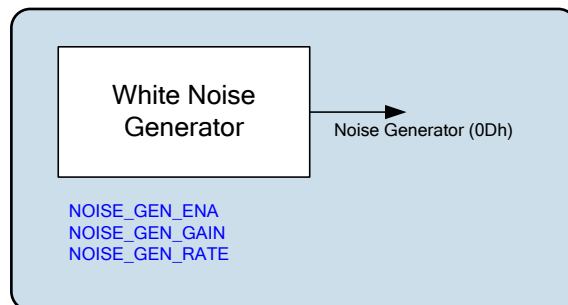 White Noise
Generator
Noise Generator (0Dh)
NOISE_GEN_ENA
NOISE_GEN_GAIN
NOISE_GEN_RATE